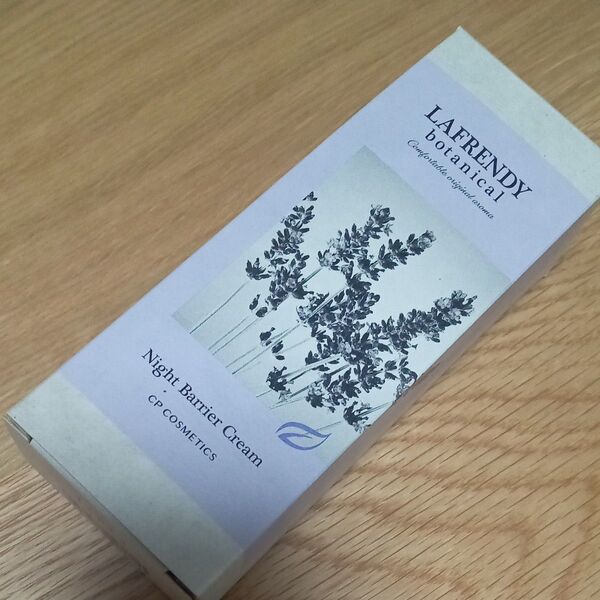 LAFRENDY
botanical
Comfortable original aroma
Night Barrier Cream
CP COSMETICS